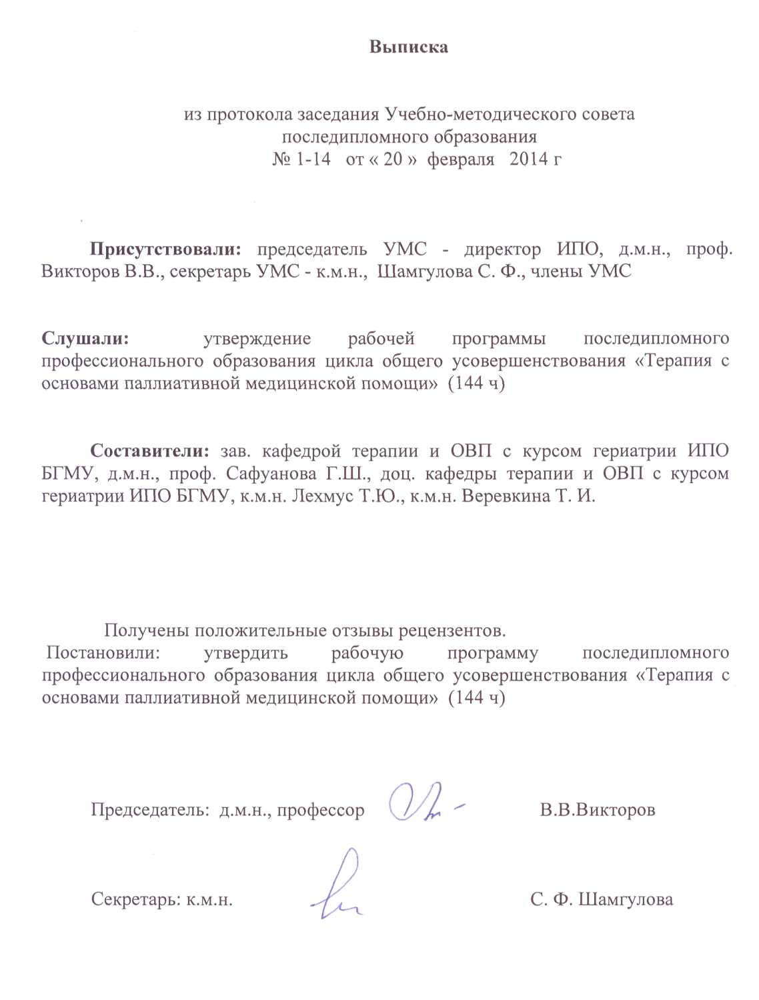 Выписка
из протокола заседания Учебно-методического совета
последипломного образования
№ 1-14 от « 20 » февраля 2014 г
Присутствовали: председатель УМС - директор ИПО, д.м.н., проф.
Викторов В.В., секретарь УМС - к.м.н., Шамгулова С. Ф., члены УМС
Слушали: утверждение рабочей программы последипломного
профессионального образования цикла общего усовершенствования «Терапия с
основами паллиативной медицинской помощи» (144 ч)
Составители: зав. кафедрой терапии и ОВП с курсом гериатрии ИПО
БГМУ, д.м.н., проф. Сафуанова Г.Ш., доц. кафедры терапии и ОВП с курсом
гериатрии ИПО БГМУ, к.м.н. Лехмус Т.Ю., к.м.н. Веревкина Т. И.
Получены положительные отзывы рецензентов.
Постановили: утвердить рабочую программу последипломного
профессионального образования цикла общего усовершенствования «Терапия с
основами паллиативной медицинской помощи» (144 ч)
Председатель: д.м.н., профессор В.В.Викторов
Секретарь: к.м.н. С. Ф. Шамгулова